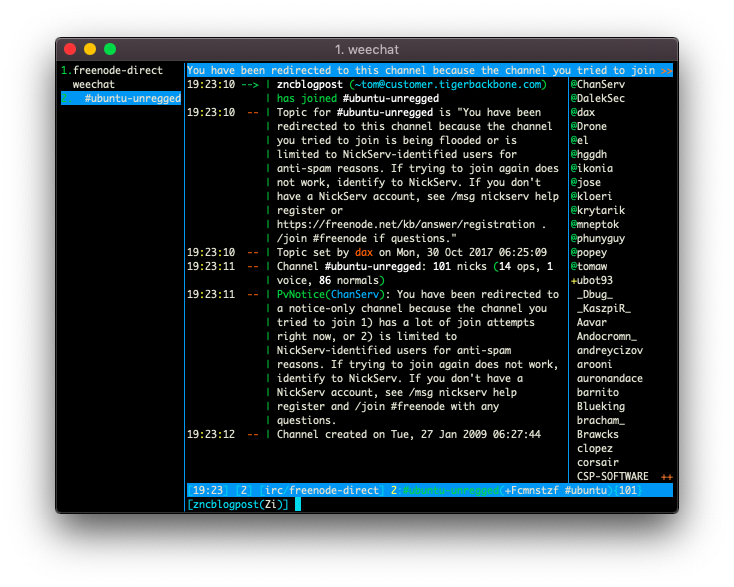 1. weechat
1.freenode-direct
weechat
#ubuntu-unregged
You have been redirected to this channel because the channel you tried to join >>
19:23:10 --> | zncblogpost (~tom@customer.tigerbackbone.com)
| has joined #ubuntu-unregged
19:23:10 -- | Topic for #ubuntu-unregged is "You have been
| redirected to this channel because the channel
| you tried to join is being flooded or is
| limited to NickServ-identified users for
| anti-spam reasons. If trying to join again does
| not work, identify to NickServ. If you don't
| have a NickServ account, see /msg nickserv help
| register or
| https://freenode.net/kb/answer/registration .
| /join #freenode if questions."
19:23:10 -- | Topic set by dax on Mon, 30 Oct 2017 06:25:09
19:23:11 -- | Channel #ubuntu-unregged: 101 nicks (14 ops, 1
| voice, 86 normals)
19:23:11 -- | PvNotice(ChanServ): You have been redirected to
| a notice-only channel because the channel you
| tried to join 1) has a lot of join attempts
| right now, or 2) is limited to
| NickServ-identified users for anti-spam
| reasons. If trying to join again does not work,
| identify to NickServ. If you don't have a
| NickServ account, see /msg nickserv help
| register and /join #freenode with any
| questions.
19:23:12 -- | Channel created on Tue, 27 Jan 2009 06:27:44
@ChanServ
@DalekSec
@dax
@Drone
@el
@hggdh
@ikonia
@jose
@kloeri
@krytarik
@mneptok
@phunyguy
@popey
@tomaw
+ubot93
_Dbug_
_KaszpiR_
Aavar
Andocromn_
andreycizov
arooni
auronandace
barnito
Blueking
bracham_
Brawcks
clopez
corsair
CSP-SOFTWARE ++
[19:23] [2] [irc/freenode-direct] 2:#ubuntu-unregged(+Fcmnstzf #ubuntu){101}
[zncblogpost(Zi)]